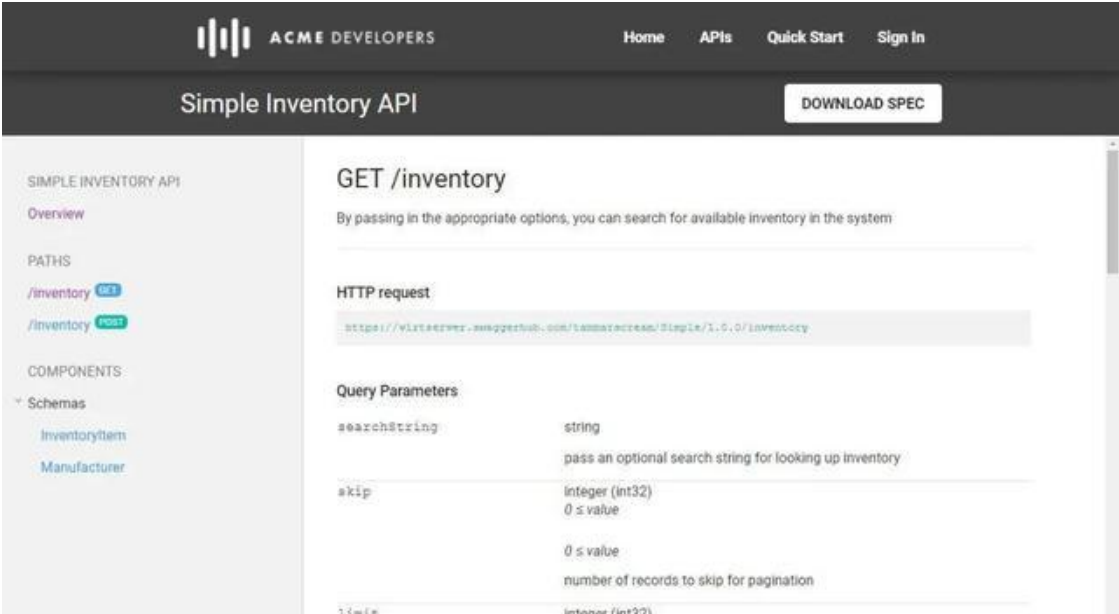 ACME DEVELOPERS
Home APIs Quick Start Sign In
Simple Inventory API
DOWNLOAD SPEC
SIMPLE INVENTORY API
Overview
PATHS
/inventory GET
/inventory POST
COMPONENTS
Schemas
InventoryItem
Manufacturer
GET /inventory
By passing in the appropriate options, you can search for available inventory in the system
HTTP request
https://virtserver.swaggerhub.com/tammarscream/Simple/1.0.0/inventory
Query Parameters
searchString string
pass an optional search string for looking up inventory
skip integer (int32)
0 ≤ value
0 ≤ value
number of records to skip for pagination
limit integer (int32)